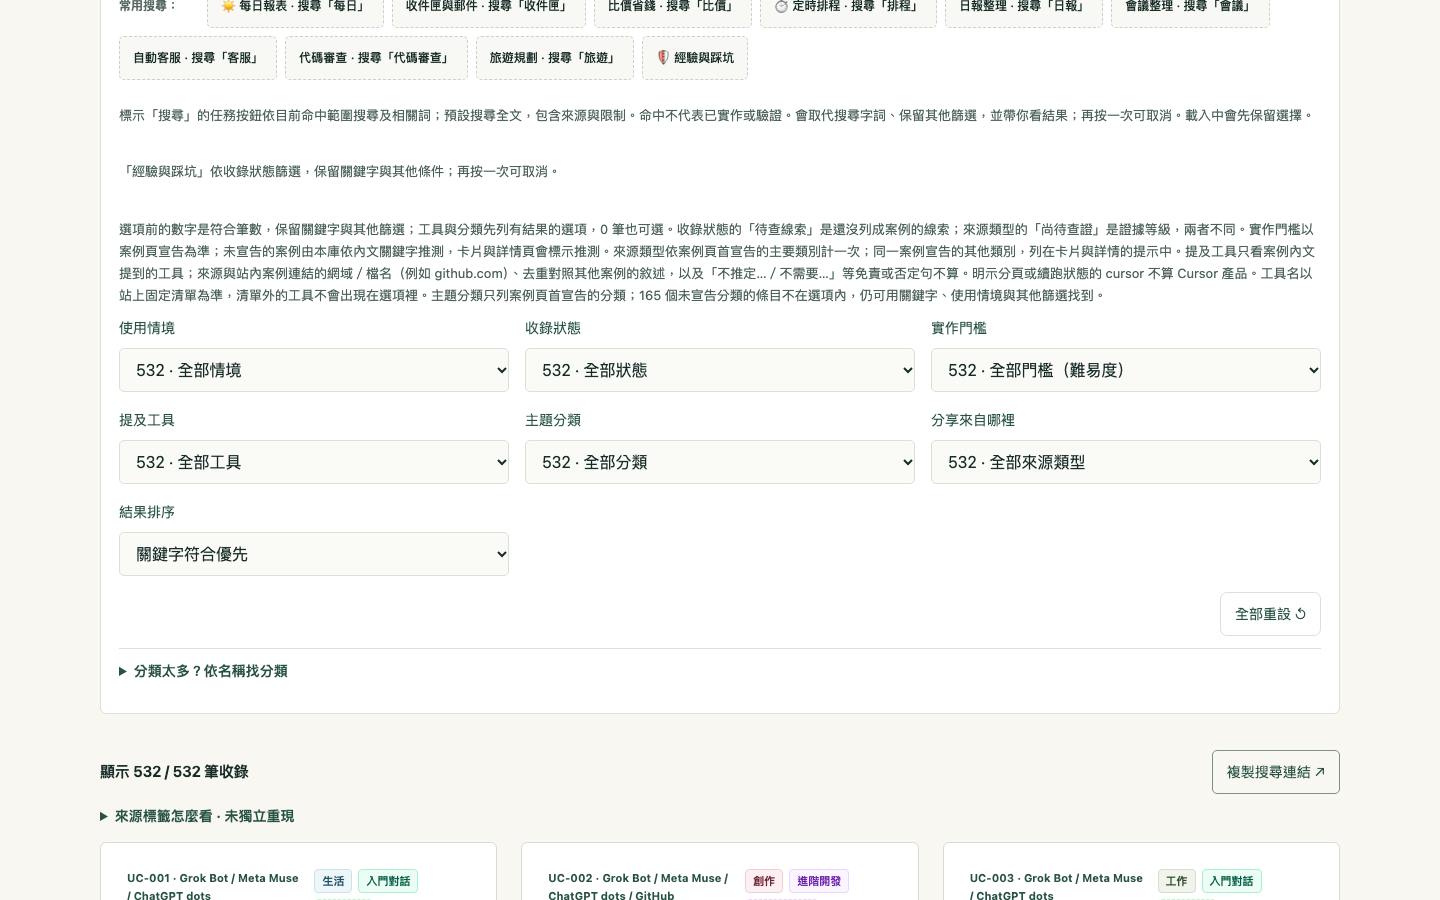 常用搜尋：
☀️ 每日報表 · 搜尋「每日」
收件匣與郵件 · 搜尋「收件匣」
比價省錢 · 搜尋「比價」
⏱ 定時排程 · 搜尋「排程」
日報整理 · 搜尋「日報」
會議整理 · 搜尋「會議」
自動客服 · 搜尋「客服」
代碼審查 · 搜尋「代碼審查」
旅遊規劃 · 搜尋「旅遊」
經驗與踩坑
標示「搜尋」的任務按鈕依目前命中範圍搜尋及相關詞；預設搜尋全文，包含來源與限制。命中不代表已實作或驗證。會取代搜尋字詞、保留其他篩選，並帶你看結果；再按一次可取消。載入中會先保留選擇。
「經驗與踩坑」依收錄狀態篩選，保留關鍵字與其他條件；再按一次可取消。
選項前的數字是符合筆數，保留關鍵字與其他篩選；工具與分類先列有結果的選項，0 筆也可選。收錄狀態的「待查線索」是還沒列成案例的線索；來源類型的「尚待查證」是證據等級，兩者不同。實作門檻以
案例頁宣告為準；未宣告的案例由本庫依內文關鍵字推測，卡片與詳情頁會標示推測。來源類型依案例頁首宣告的主要類別計一次；同一案例宣告的其他類別，列在卡片與詳情的提示中。提及工具只看案例內文
提到的工具；來源與站內案例連結的網域 / 檔名（例如 github.com）、去重對照其他案例的敘述，以及「不推定… / 不需要…」等免責或否定句不算。明示分頁或續跑狀態的 cursor 不算 Cursor 產品。工具名以
站上固定清單為準，清單外的工具不會出現在選項裡。主題分類只列案例頁首宣告的分類；165 個未宣告分類的條目不在選項內，仍可用關鍵字、使用情境與其他篩選找到。
使用情境
收錄狀態
實作門檻
532 · 全部情境
532 · 全部狀態
532 · 全部門檻（難易度）
提及工具
主題分類
分享來自哪裡
532 · 全部工具
532 · 全部分類
532 · 全部來源類型
結果排序
關鍵字符合優先
全部重設 ↺
▶ 分類太多？依名稱找分類
顯示 532 / 532 筆收錄
複製搜尋連結 ↗
▶ 來源標籤怎麼看 · 未獨立重現
UC-001 · Grok Bot / Meta Muse
/ ChatGPT dots
生活
入門對話
UC-002 · Grok Bot / Meta Muse /
ChatGPT dots / GitHub
創作
進階開發
UC-003 · Grok Bot / Meta Muse
/ ChatGPT dots
工作
入門對話